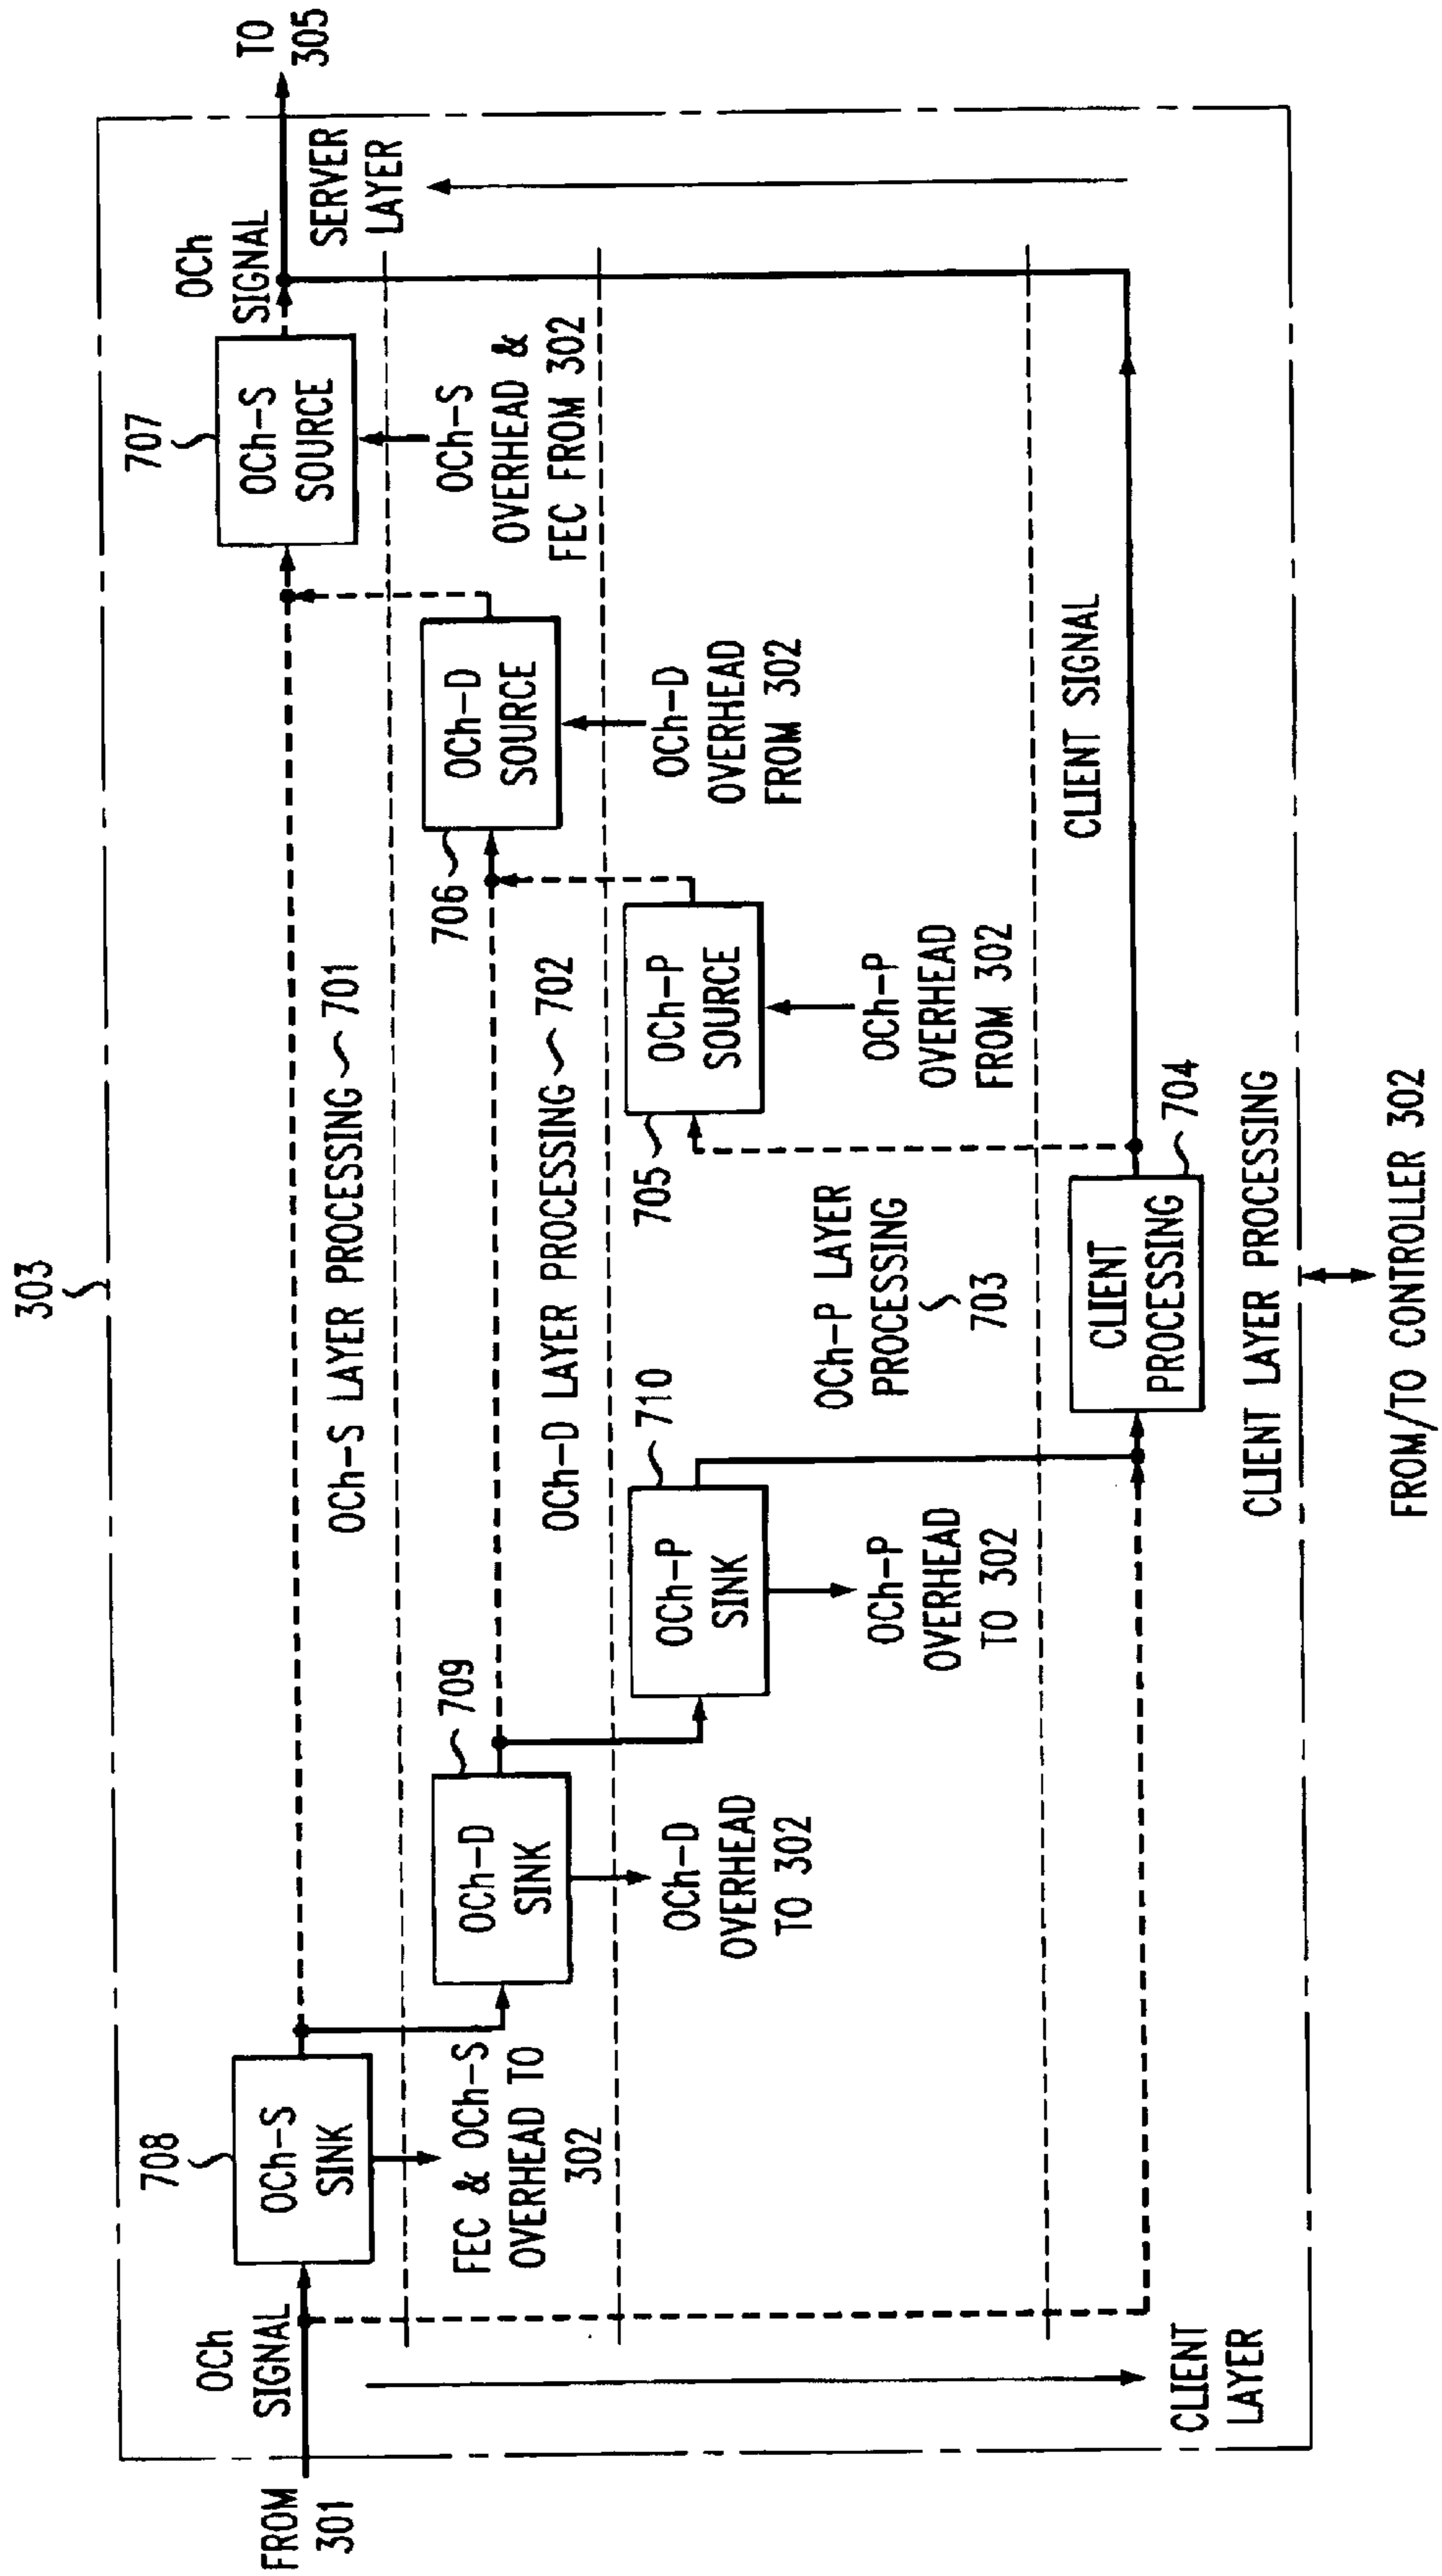 303
FROM
301
OCh
SIGNAL
708
OCh-S
SINK
FEC & OCh-S
OVERHEAD TO
302
CLIENT
LAYER
OCh-S LAYER PROCESSING 701
709
OCh-D
SINK
OCh-D
OVERHEAD
TO 302
OCh-D LAYER PROCESSING 702
710
OCh-P
SINK
OCh-P
OVERHEAD
TO 302
OCh-P LAYER
PROCESSING
703
CLIENT
PROCESSING
704
CLIENT LAYER PROCESSING
FROM/TO CONTROLLER 302
705
OCh-P
SOURCE
OCh-P
OVERHEAD
FROM 302
706
OCh-D
SOURCE
OCh-D
OVERHEAD
FROM 302
CLIENT SIGNAL
707
OCh-S
SOURCE
OCh-S
OVERHEAD &
FEC FROM 302
OCh
SIGNAL
SERVER
LAYER
TO
305